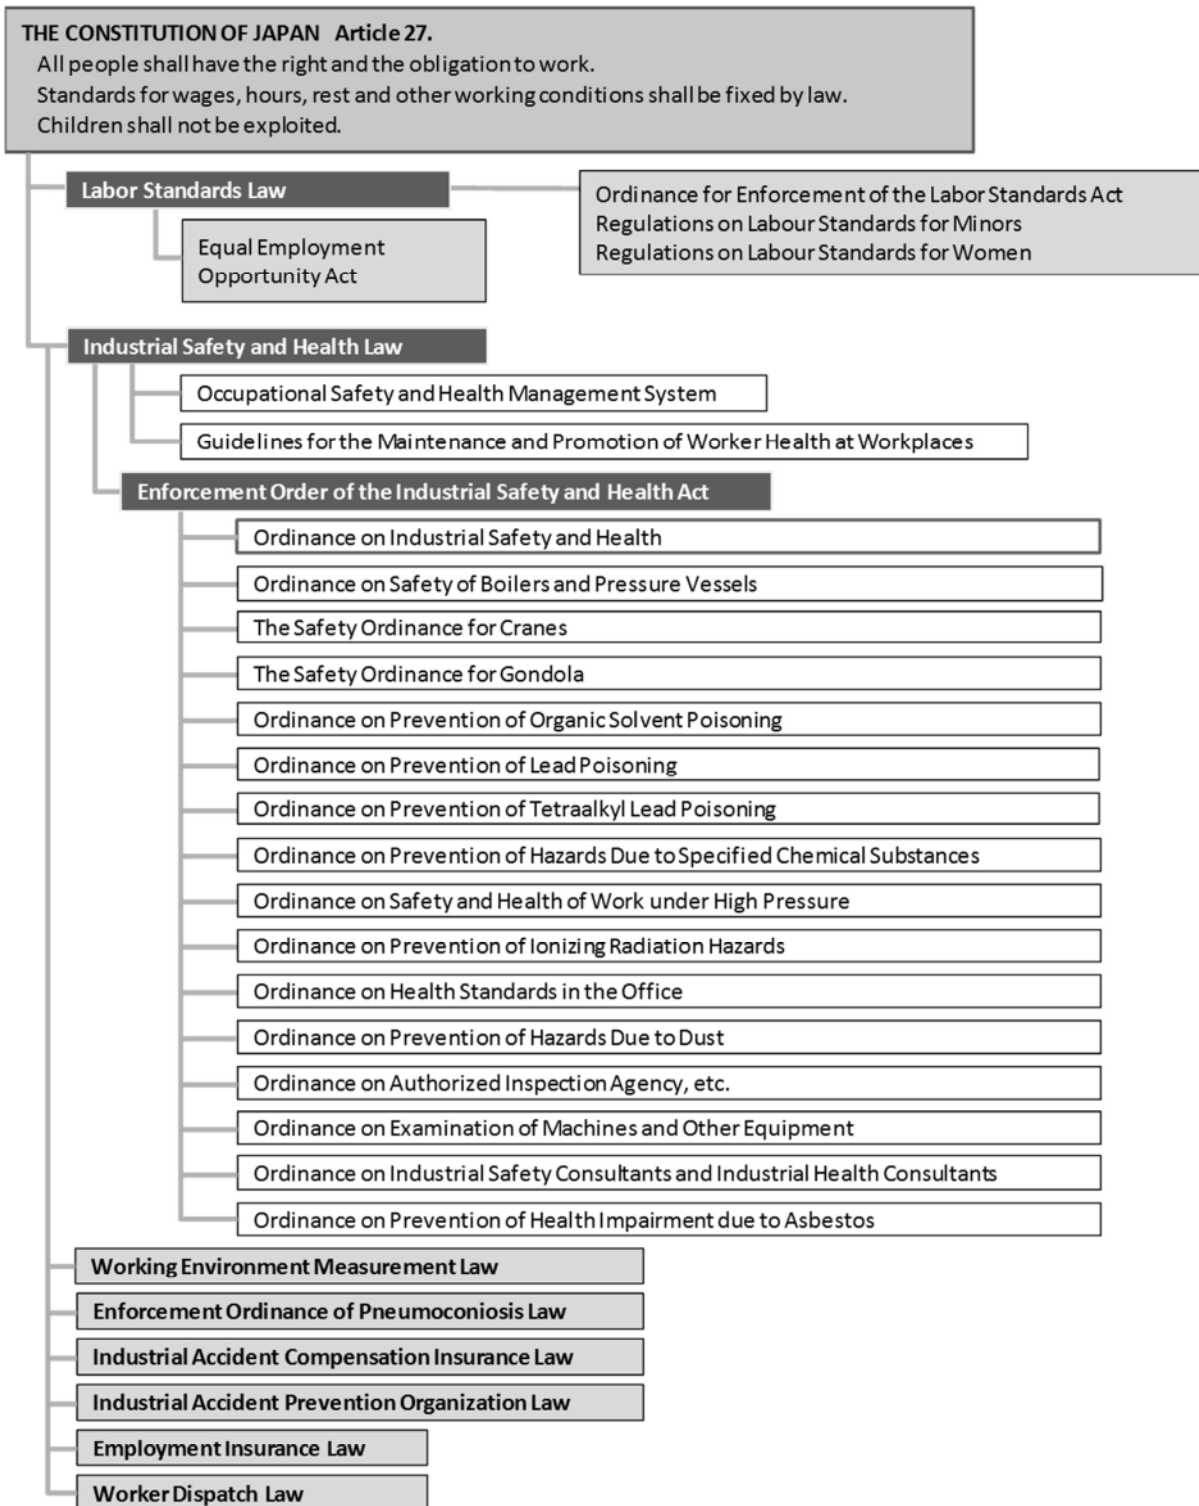 THE CONSTITUTION OF JAPAN Article 27.
All people shall have the right and the obligation to work.
Standards for wages, hours, rest and other working conditions shall be fixed by law.
Children shall not be exploited.
Labor Standards Law
Ordinance for Enforcement of the Labor Standards Act
Regulations on Labour Standards for Minors
Regulations on Labour Standards for Women
Equal Employment
Opportunity Act
Industrial Safety and Health Law
Occupational Safety and Health Management System
Guidelines for the Maintenance and Promotion of Worker Health at Workplaces
Enforcement Order of the Industrial Safety and Health Act
Ordinance on Industrial Safety and Health
Ordinance on Safety of Boilers and Pressure Vessels
The Safety Ordinance for Cranes
The Safety Ordinance for Gondola
Ordinance on Prevention of Organic Solvent Poisoning
Ordinance on Prevention of Lead Poisoning
Ordinance on Prevention of Tetraalkyl Lead Poisoning
Ordinance on Prevention of Hazards Due to Specified Chemical Substances
Ordinance on Safety and Health of Work under High Pressure
Ordinance on Prevention of Ionizing Radiation Hazards
Ordinance on Health Standards in the Office
Ordinance on Prevention of Hazards Due to Dust
Ordinance on Authorized Inspection Agency, etc.
Ordinance on Examination of Machines and Other Equipment
Ordinance on Industrial Safety Consultants and Industrial Health Consultants
Ordinance on Prevention of Health Impairment due to Asbestos
Working Environment Measurement Law
Enforcement Ordinance of Pneumoconiosis Law
Industrial Accident Compensation Insurance Law
Industrial Accident Prevention Organization Law
Employment Insurance Law
Worker Dispatch Law